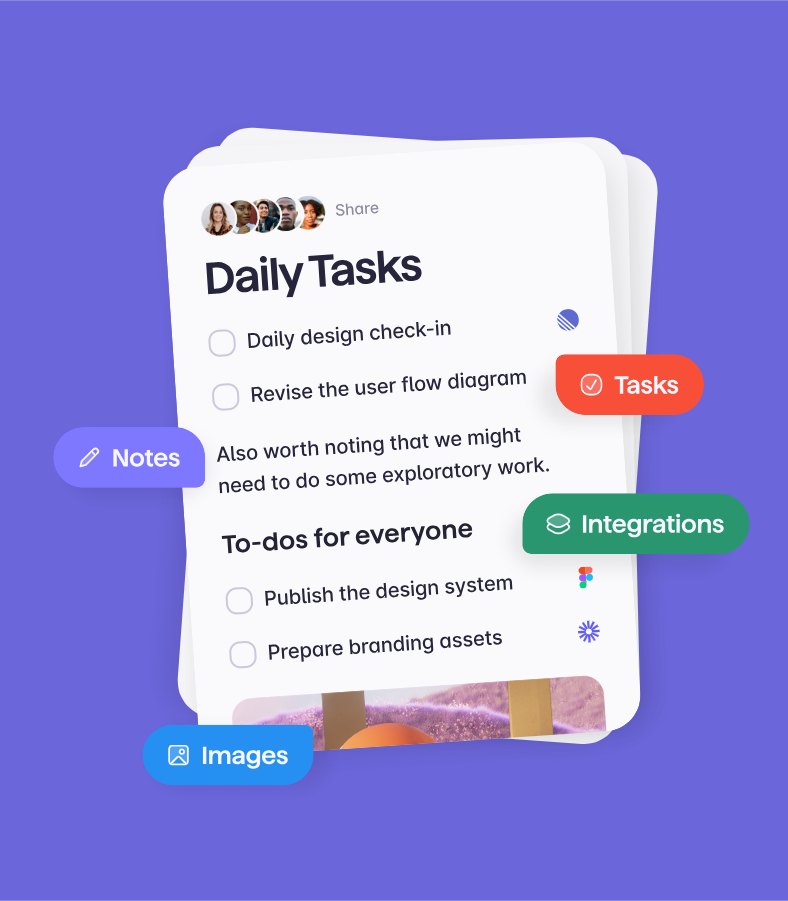 Share
Daily Tasks
Daily design check-in
Revise the user flow diagram
Tasks
Also worth noting that we might
need to do some exploratory work.
Notes
Integrations
To-dos for everyone
Publish the design system
Prepare branding assets
Images